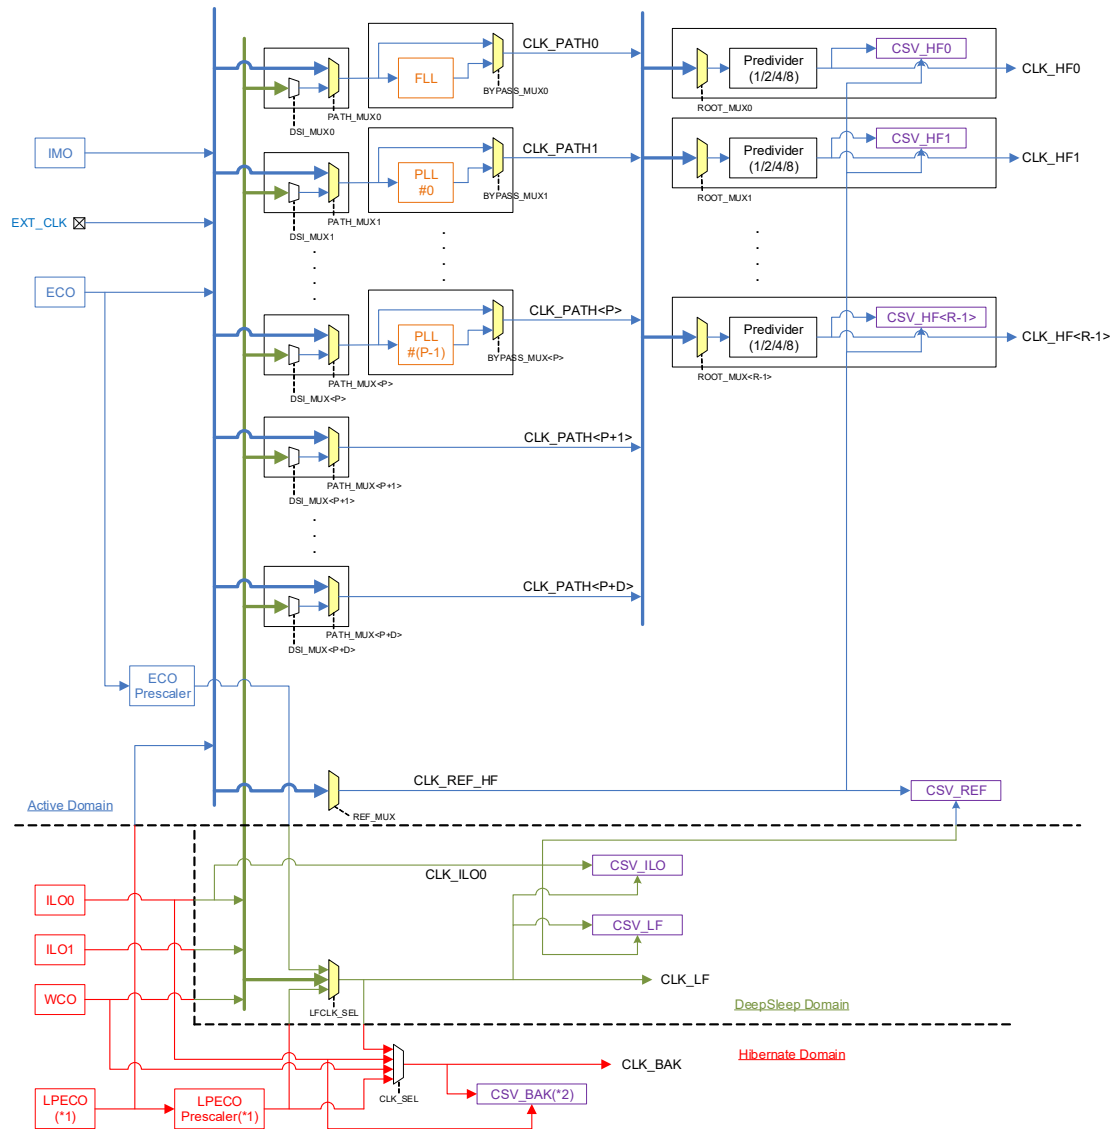 CLK_PATH0
FLL
BYPASS_MUX0
PATH_MUX0
DSI_MUX0
Predivider
(1/2/4/8)
CSV_HF0
CLK_HF0
ROOT_MUX0
IMO
CLK_PATH1
PLL
#0
BYPASS_MUX1
PATH_MUX1
DSI_MUX1
Predivider
(1/2/4/8)
CSV_HF1
CLK_HF1
ROOT_MUX1
EXT_CLK
ECO
CLK_PATH<P>
PLL
#(P-1)
BYPASS_MUX<P>
PATH_MUX<P>
DSI_MUX<P>
Predivider
(1/2/4/8)
CSV_HF<R-1>
CLK_HF<R-1>
ROOT_MUX<R-1>
CLK_PATH<P+1>
PATH_MUX<P+1>
DSI_MUX<P+1>
CLK_PATH<P+D>
PATH_MUX<P+D>
DSI_MUX<P+D>
ECO
Prescaler
CLK_REF_HF
REF_MUX
CSV_REF
Active Domain
CLK_ILO0
CSV_ILO
ILO0
CSV_LF
ILO1
WCO
LFCLK_SEL
CLK_LF
DeepSleep Domain
Hibernate Domain
CLK_BAK
CLK_SEL
CSV_BAK(*2)
LPECO
(*1)
LPECO
Prescaler(*1)